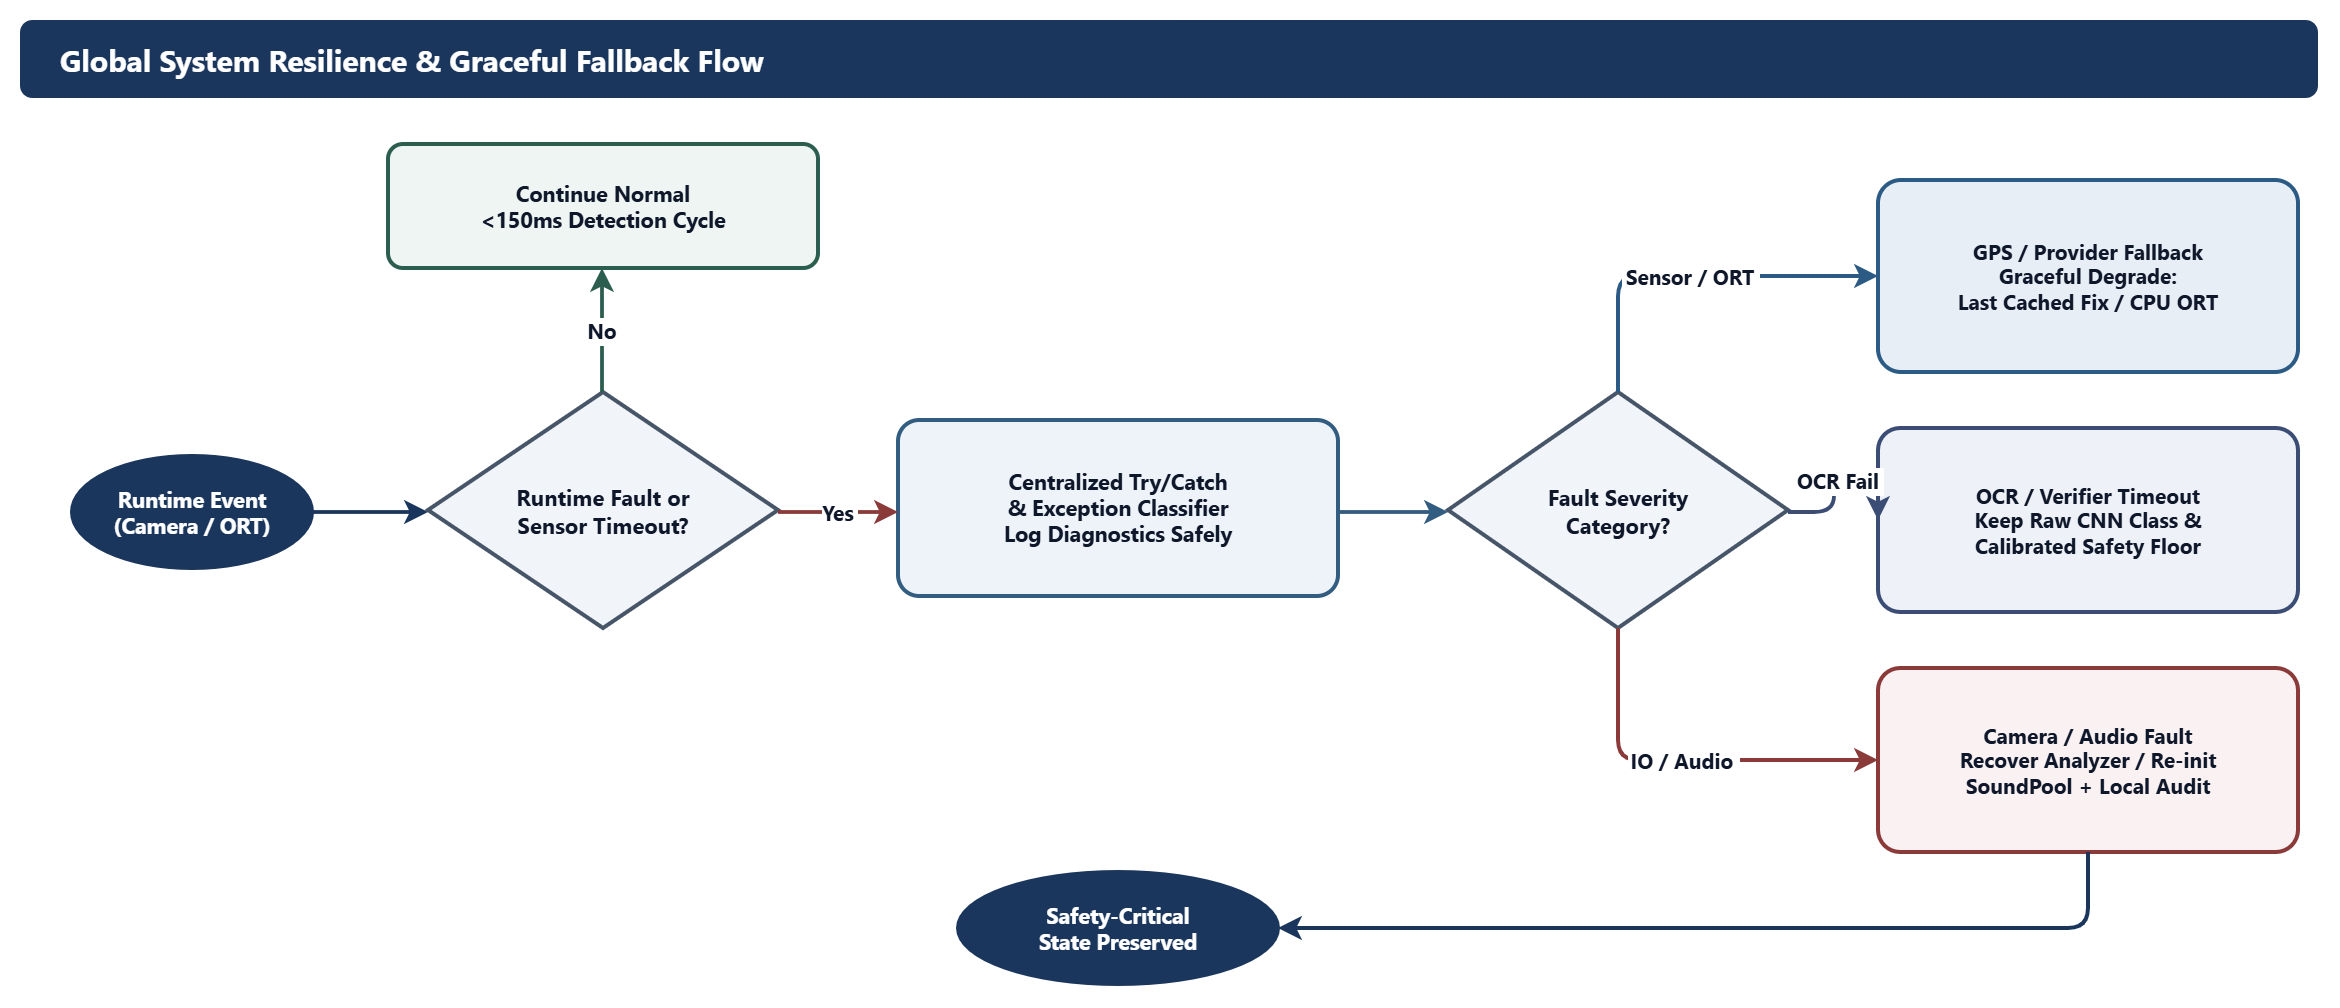 Global System Resilience & Graceful Fallback Flow
Continue Normal
<150ms Detection Cycle
No
Runtime Event
(Camera / ORT)
Runtime Fault or
Sensor Timeout?
Yes
Centralized Try/Catch
& Exception Classifier
Log Diagnostics Safely
Fault Severity
Category?
Sensor / ORT
GPS / Provider Fallback
Graceful Degrade:
Last Cached Fix / CPU ORT
OCR Fail
OCR / Verifier Timeout
Keep Raw CNN Class &
Calibrated Safety Floor
IO / Audio
Camera / Audio Fault
Recover Analyzer / Re-init
SoundPool + Local Audit
Safety-Critical
State Preserved